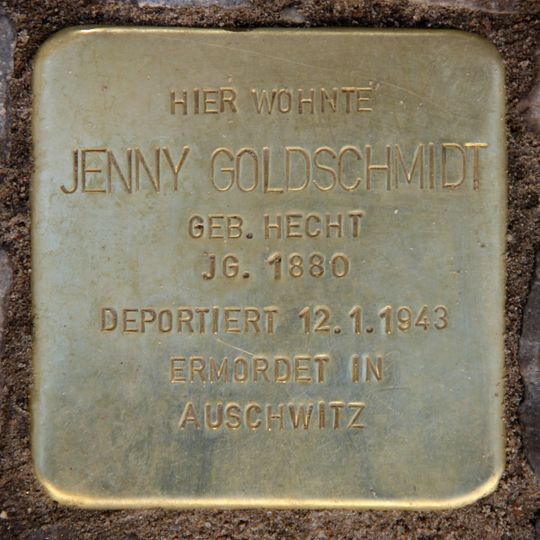 HIER WOHNTE
JENNY GOLDSCHMIDT
GEB. HECHT
JG. 1880
DEPORTIERT 12.1.1943
ERMORDET IN
AUSCHWITZ